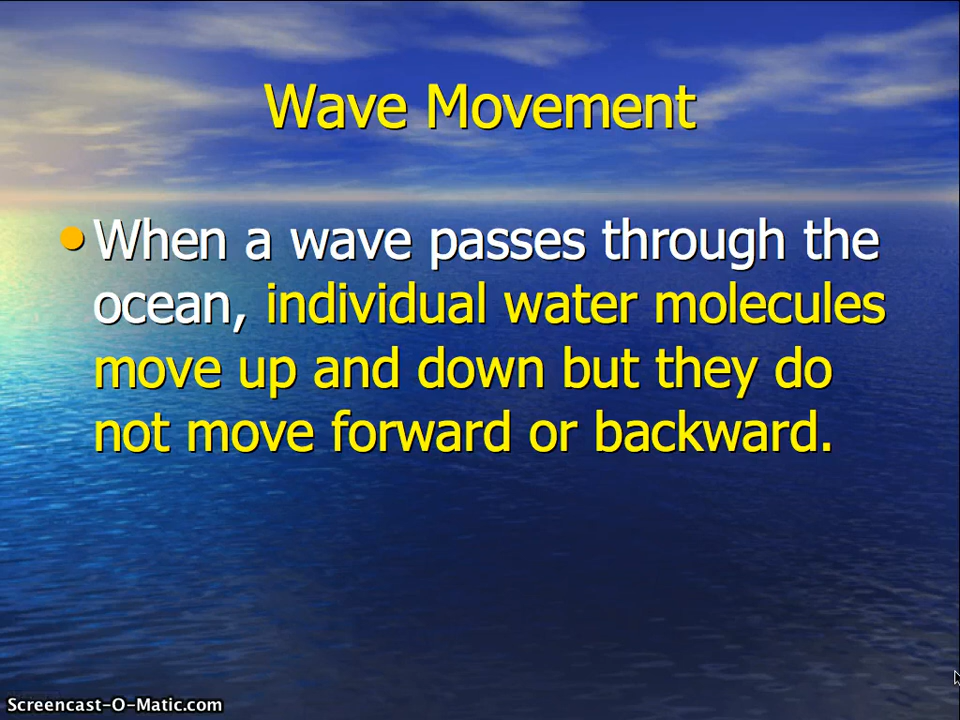 Wave Movement
• When a wave passes through the
ocean, individual water molecules
move up and down but they do
not move forward or backward.
Screencast-O-Matic.com